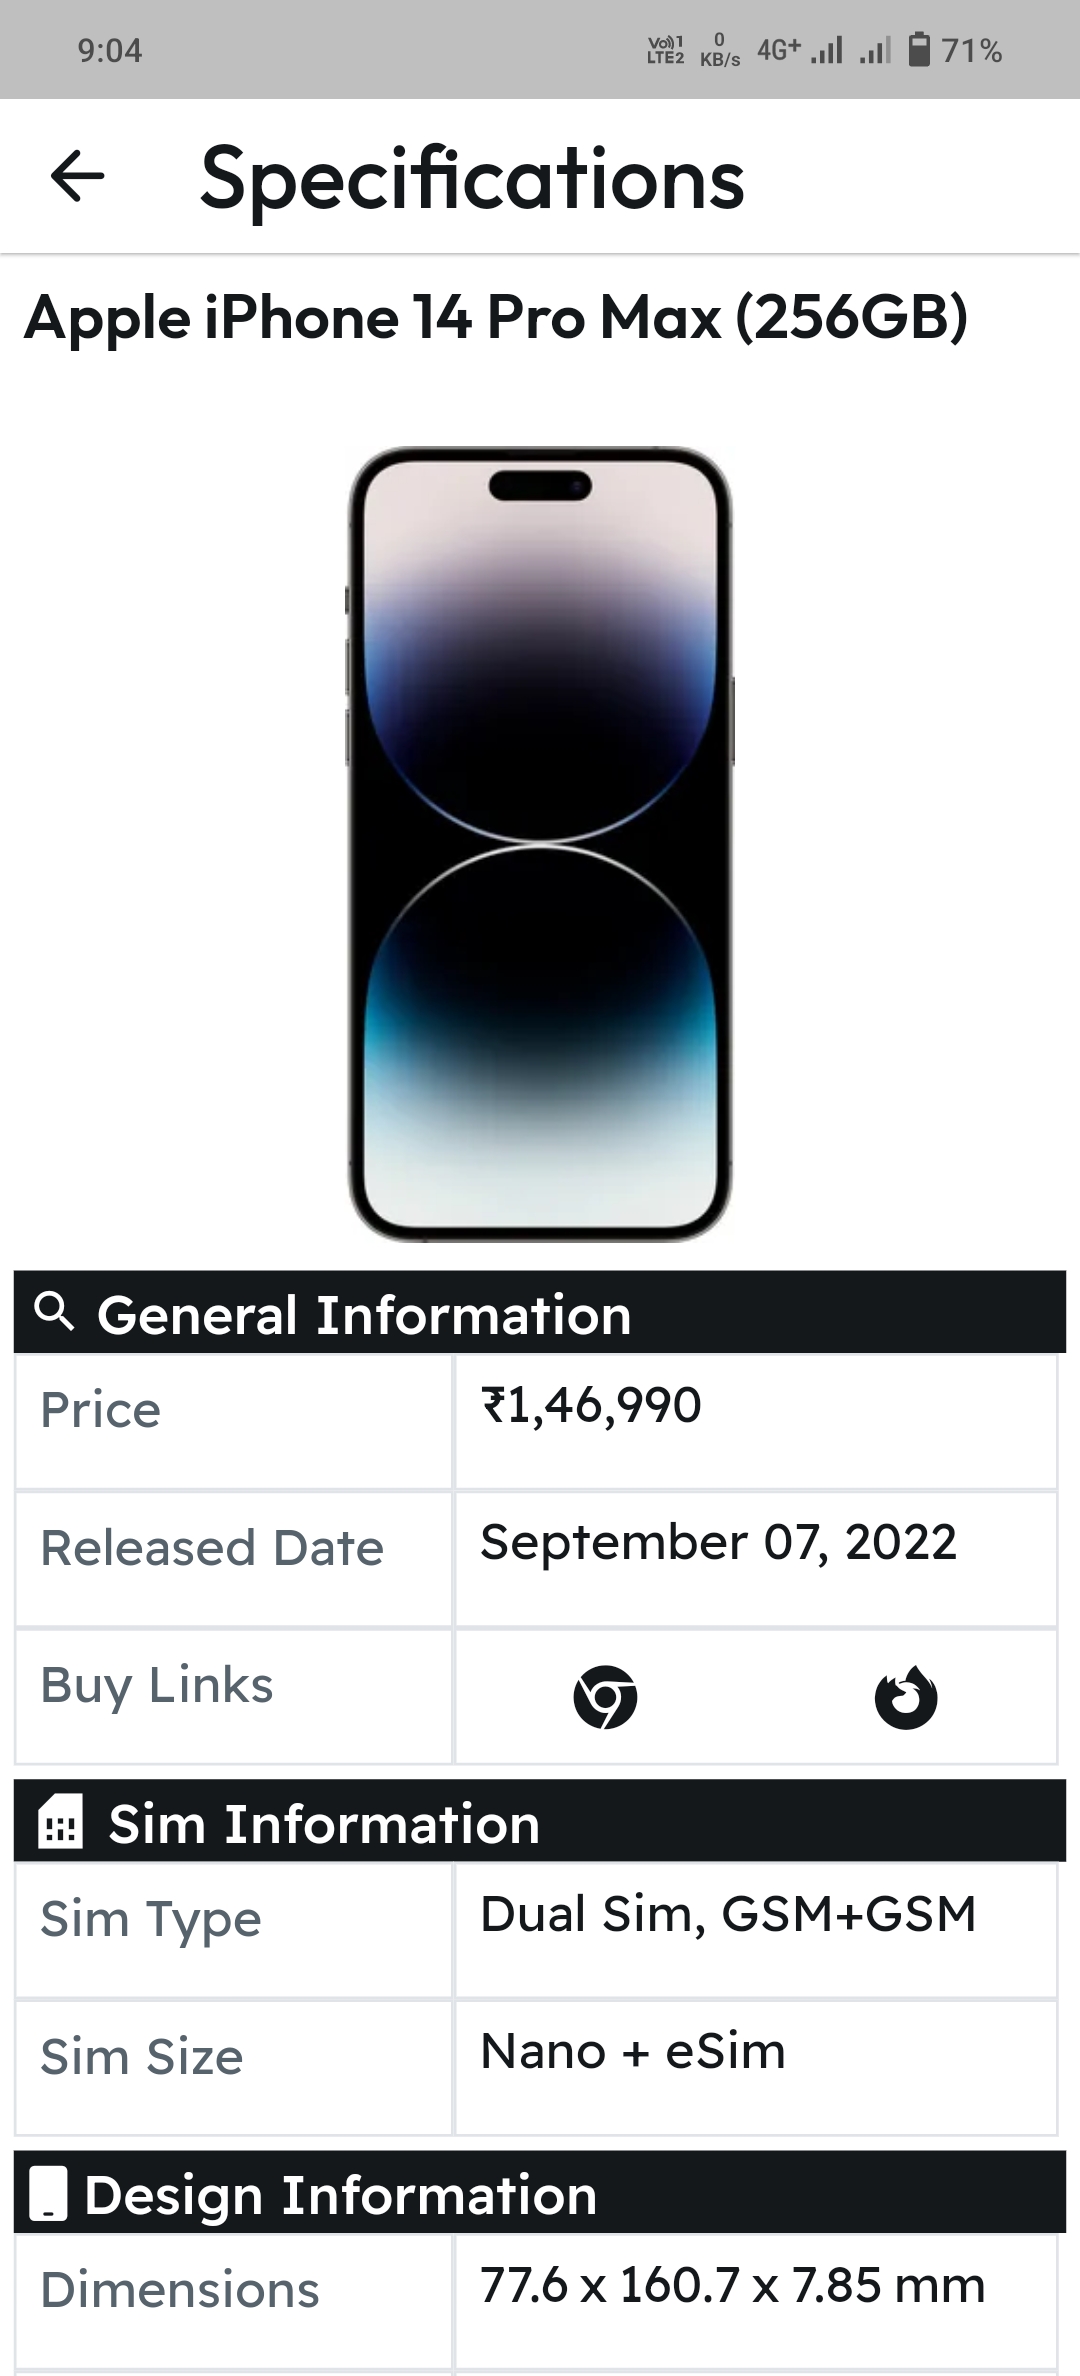 9:04
Vo))1 LTE2 0 KB/s 4G+ 71%
Specifications
Apple iPhone 14 Pro Max (256GB)
General Information
Price ₹1,46,990
Released Date September 07, 2022
Buy Links
Sim Information
Sim Type Dual Sim, GSM+GSM
Sim Size Nano + eSim
Design Information
Dimensions 77.6 x 160.7 x 7.85 mm